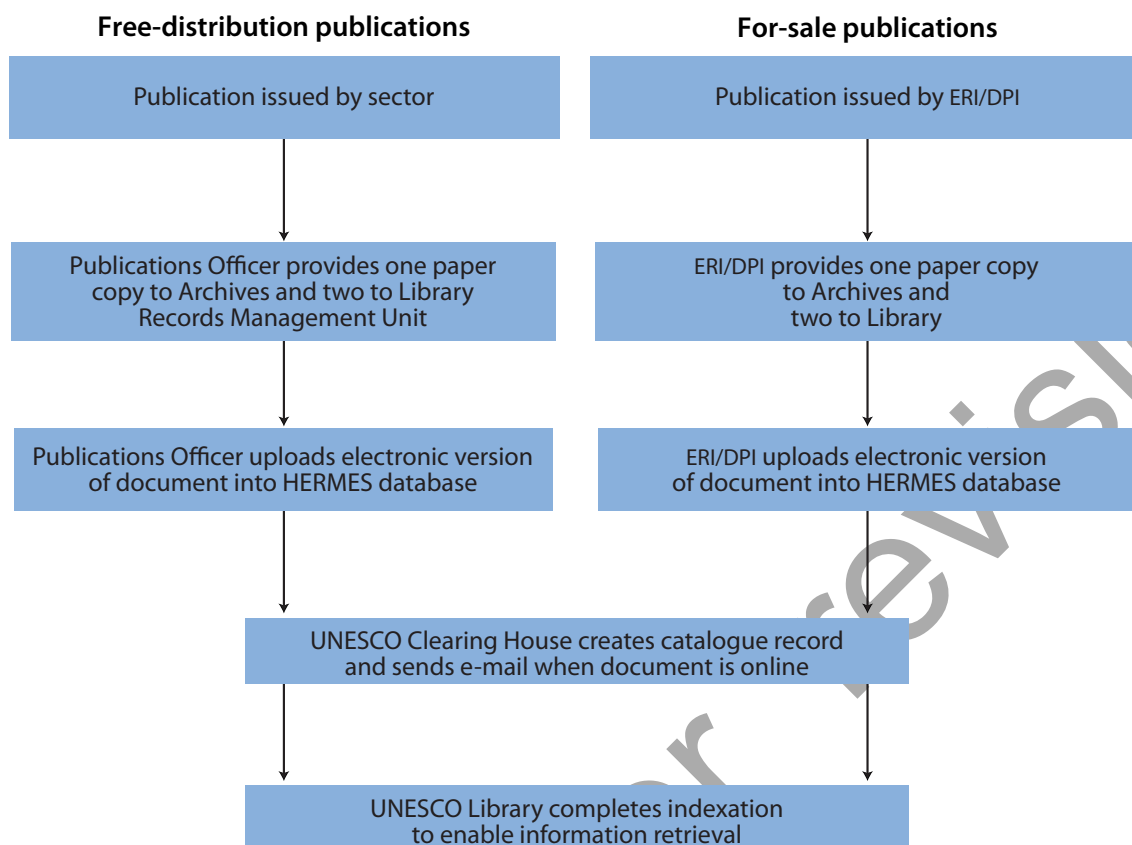 Free-distribution publications
For-sale publications
Publication issued by sector
Publication issued by ERI/DPI
Publications Officer provides one paper
copy to Archives and two to Library
Records Management Unit
ERI/DPI provides one paper copy
to Archives and
two to Library
Publications Officer uploads electronic version
of document into HERMES database
ERI/DPI uploads electronic version
of document into HERMES database
UNESCO Clearing House creates catalogue record
and sends e-mail when document is online
UNESCO Library completes indexation
to enable information retrieval